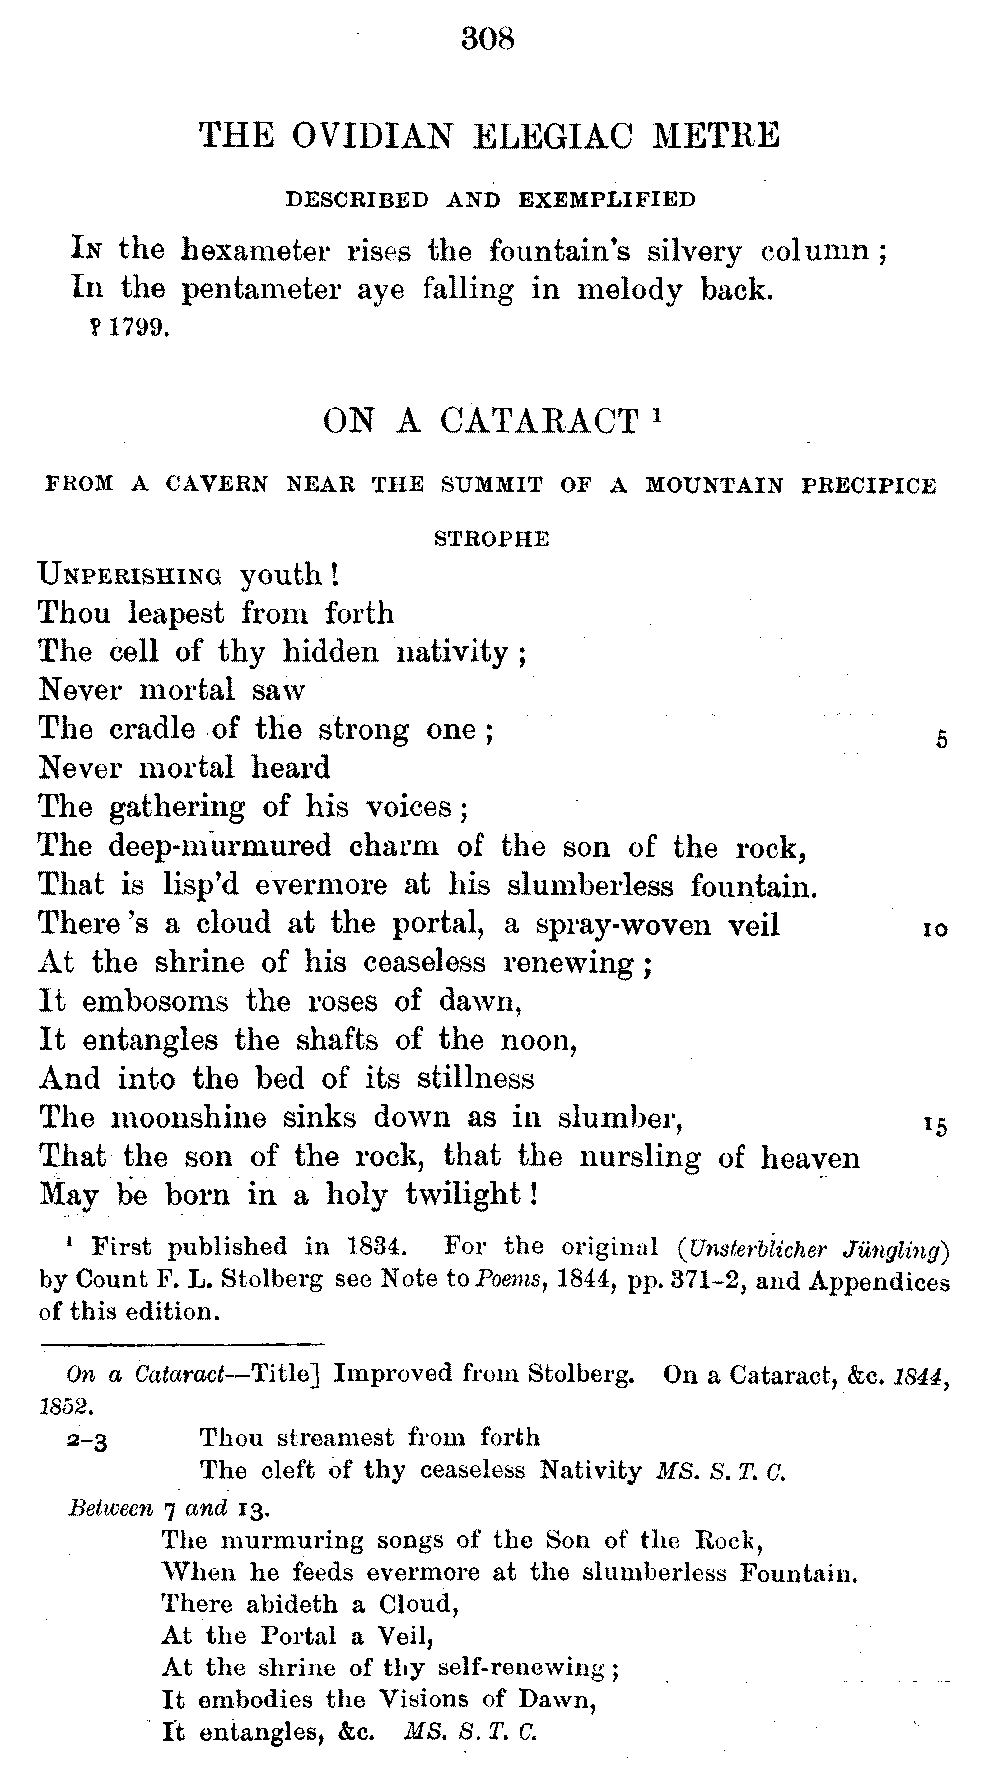 308
THE OVIDIAN ELEGIAC METRE
DESCRIBED AND EXEMPLIFIED
In the hexameter rises the fountain's silvery column ;
In the pentameter aye falling in melody back.
? 1799.
ON A CATARACT ¹
FROM A CAVERN NEAR THE SUMMIT OF A MOUNTAIN PRECIPICE
STROPHE
Unperishing youth !
Thou leapest from forth
The cell of thy hidden nativity ;
Never mortal saw
The cradle of the strong one ; 5
Never mortal heard
The gathering of his voices ;
The deep-murmured charm of the son of the rock,
That is lisp'd evermore at his slumberless fountain.
There 's a cloud at the portal, a spray-woven veil 10
At the shrine of his ceaseless renewing ;
It embosoms the roses of dawn,
It entangles the shafts of the noon,
And into the bed of its stillness
The moonshine sinks down as in slumber, 15
That the son of the rock, that the nursling of heaven
May be born in a holy twilight !
¹ First published in 1834. For the original (Unsterblicher Jüngling)
by Count F. L. Stolberg see Note to Poems, 1844, pp. 371–2, and Appendices
of this edition.
On a Cataract—Title] Improved from Stolberg. On a Cataract, &c. 1844,
1852.
2–3 Thou streamest from forth
The cleft of thy ceaseless Nativity MS. S. T. C.
Between 7 and 13.
The murmuring songs of the Son of the Rock,
When he feeds evermore at the slumberless Fountain.
There abideth a Cloud,
At the Portal a Veil,
At the shrine of thy self-renewing ;
It embodies the Visions of Dawn,
It entangles, &c. MS. S. T. C.